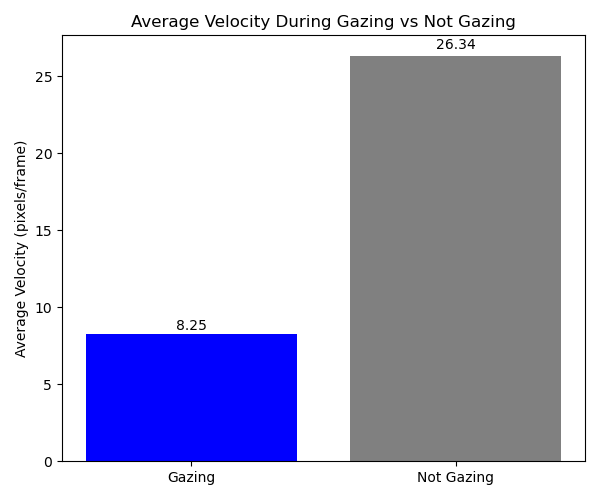 Average Velocity During Gazing vs Not Gazing
26.34
25
20
15
10
5
0
Average Velocity (pixels/frame)
8.25
Gazing
Not Gazing